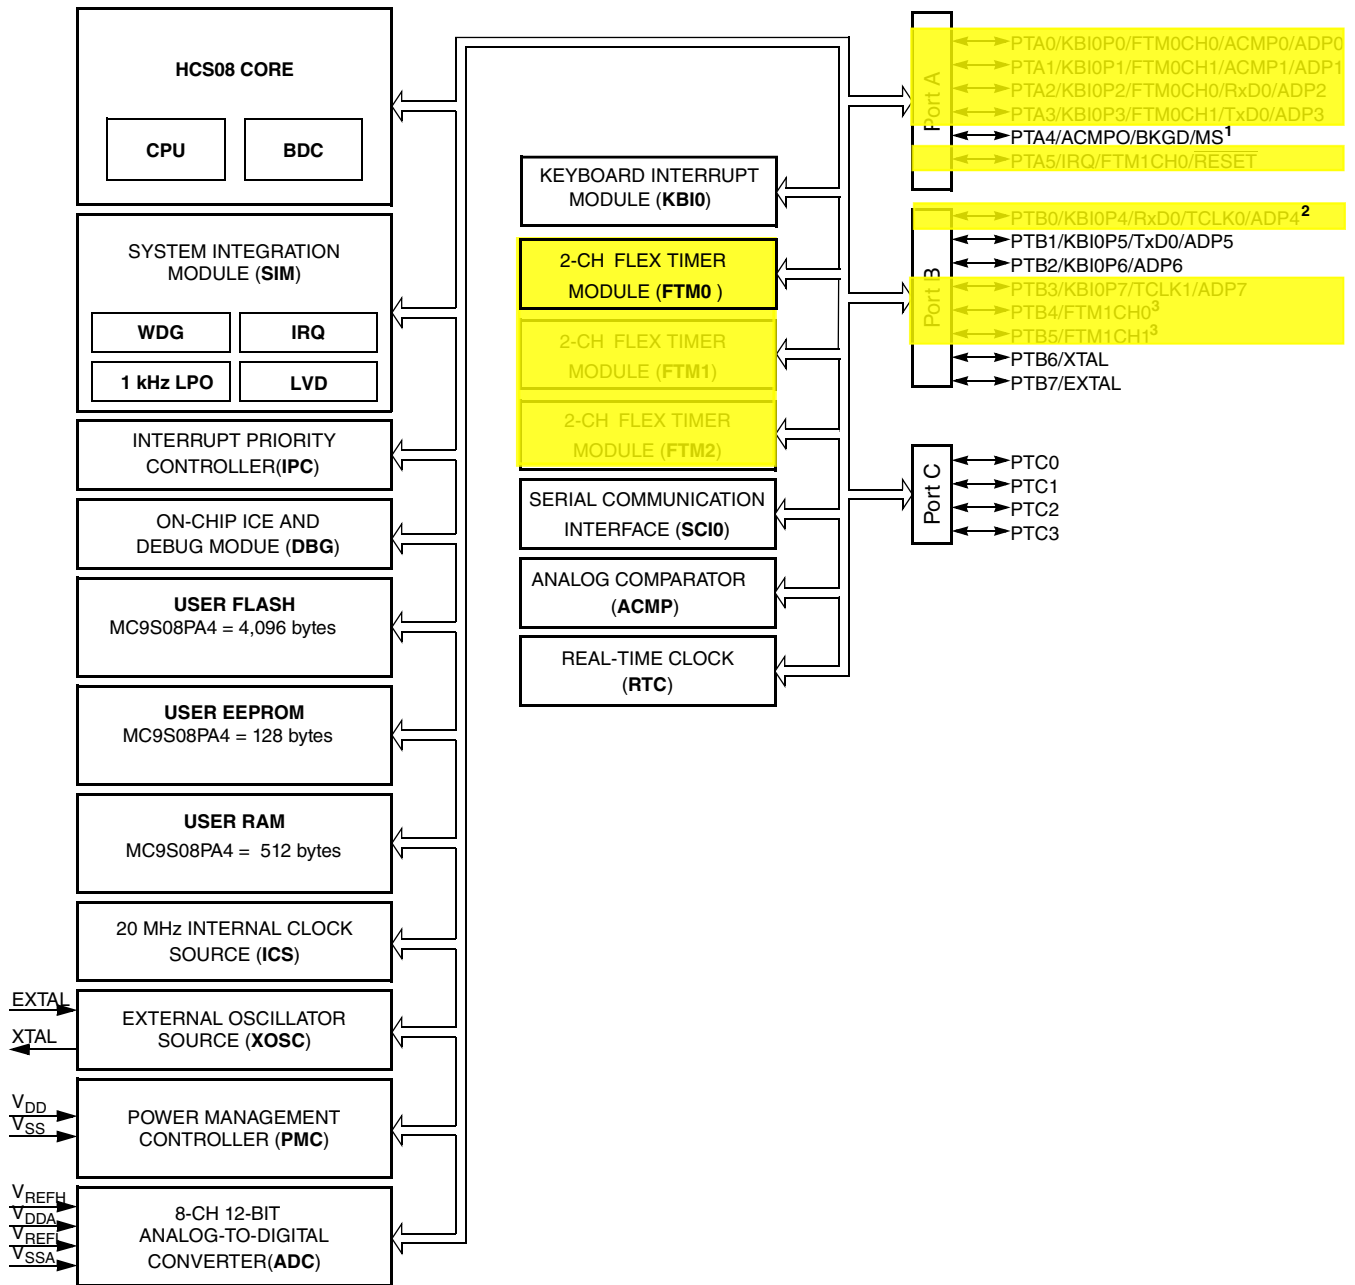 HCS08 CORE
CPU
BDC
SYSTEM INTEGRATION
MODULE (SIM)
WDG
IRQ
1 kHz LPO
LVD
INTERRUPT PRIORITY
CONTROLLER(IPC)
ON-CHIP ICE AND
DEBUG MODUE (DBG)
USER FLASH
MC9S08PA4 = 4,096 bytes
USER EEPROM
MC9S08PA4 = 128 bytes
USER RAM
MC9S08PA4 = 512 bytes
20 MHz INTERNAL CLOCK
SOURCE (ICS)
EXTAL
XTAL
EXTERNAL OSCILLATOR
SOURCE (XOSC)
VDD
VSS
POWER MANAGEMENT
CONTROLLER (PMC)
VREFH
VDDA
VREFL
VSSA
8-CH 12-BIT
ANALOG-TO-DIGITAL
CONVERTER(ADC)
KEYBOARD INTERRUPT
MODULE (KBI0)
2-CH FLEX TIMER
MODULE (FTM0 )
2-CH FLEX TIMER
MODULE (FTM1)
2-CH FLEX TIMER
MODULE (FTM2)
SERIAL COMMUNICATION
INTERFACE (SCI0)
ANALOG COMPARATOR
(ACMP)
REAL-TIME CLOCK
(RTC)
Port A
PTA0/KBI0P0/FTM0CH0/ACMP0/ADP0
PTA1/KBI0P1/FTM0CH1/ACMP1/ADP1
PTA2/KBI0P2/FTM0CH0/RxD0/ADP2
PTA3/KBI0P3/FTM0CH1/TxD0/ADP3
PTA4/ACMPO/BKGD/MS1
PTA5/IRQ/FTM1CH0/RESET
Port B
PTB0/KBI0P4/RxD0/TCLK0/ADP42
PTB1/KBI0P5/TxD0/ADP5
PTB2/KBI0P6/ADP6
PTB3/KBI0P7/TCLK1/ADP7
PTB4/FTM1CH03
PTB5/FTM1CH13
PTB6/XTAL
PTB7/EXTAL
Port C
PTC0
PTC1
PTC2
PTC3